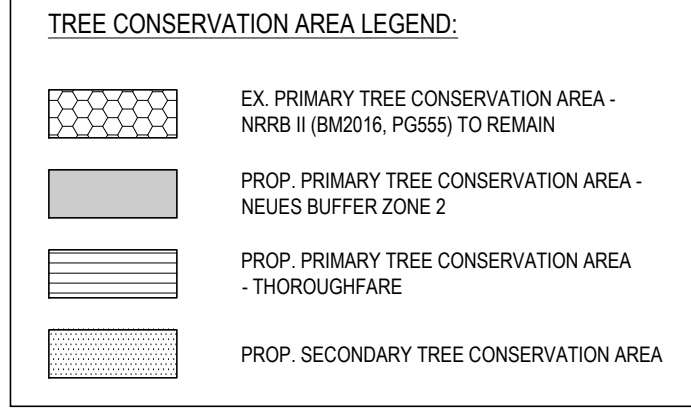 TREE CONSERVATION AREA LEGEND:
EX. PRIMARY TREE CONSERVATION AREA -
NRRB II (BM2016, PG555) TO REMAIN
PROP. PRIMARY TREE CONSERVATION AREA -
NEUES BUFFER ZONE 2
PROP. PRIMARY TREE CONSERVATION AREA
- THOROUGHFARE
PROP. SECONDARY TREE CONSERVATION AREA